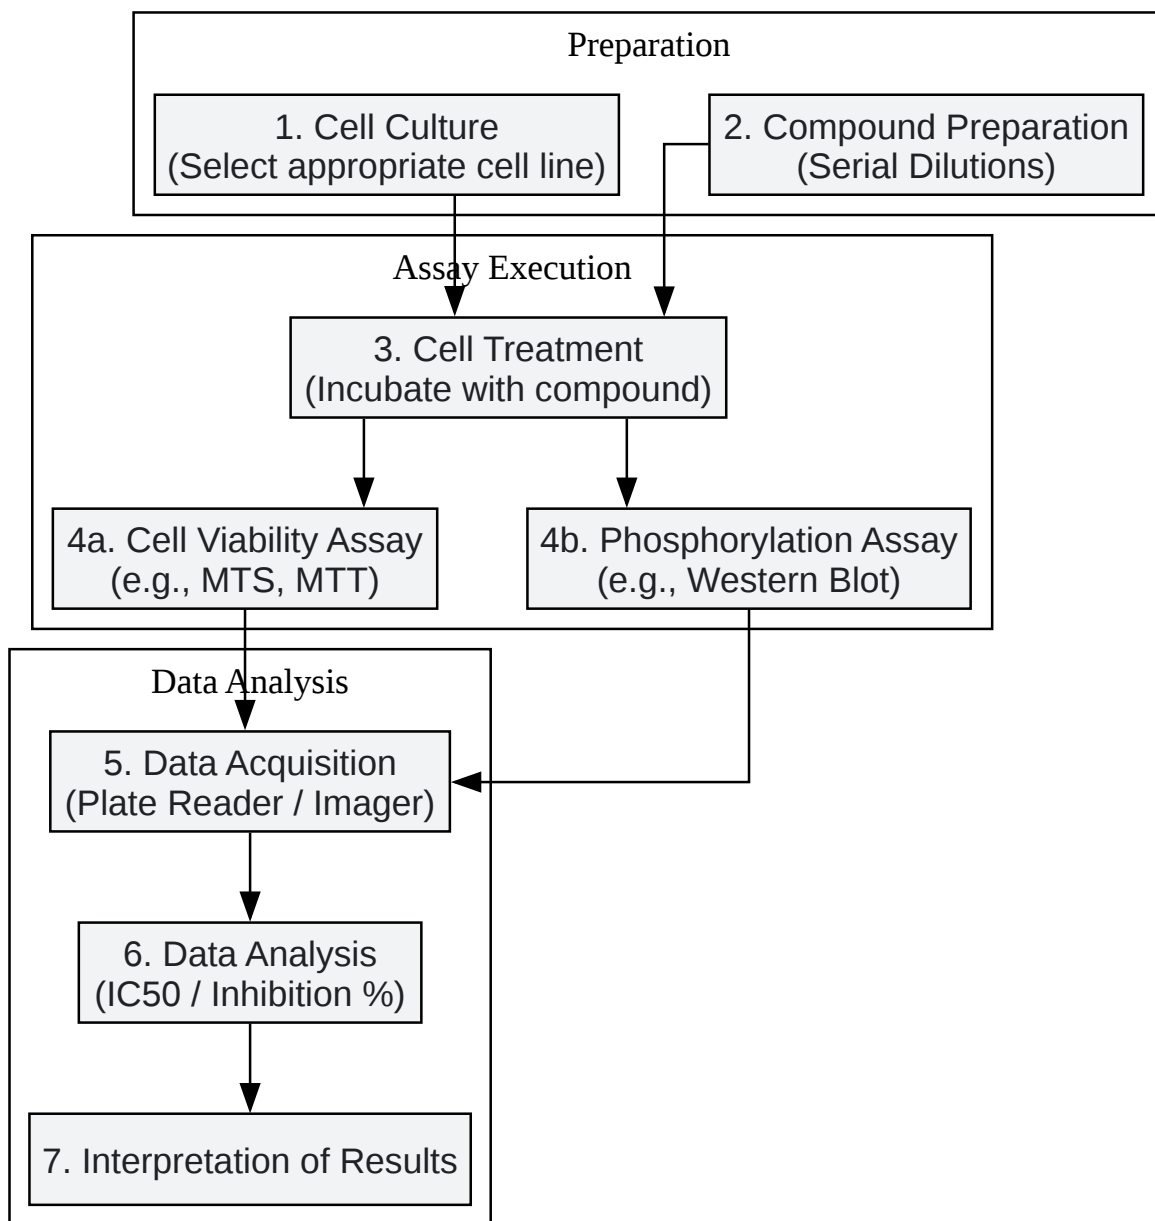 Preparation
1. Cell Culture
(Select appropriate cell line)
2. Compound Preparation
(Serial Dilutions)
Assay Execution
3. Cell Treatment
(Incubate with compound)
4a. Cell Viability Assay
(e.g., MTS, MTT)
4b. Phosphorylation Assay
(e.g., Western Blot)
Data Analysis
5. Data Acquisition
(Plate Reader / Imager)
6. Data Analysis
(IC50 / Inhibition %)
7. Interpretation of Results